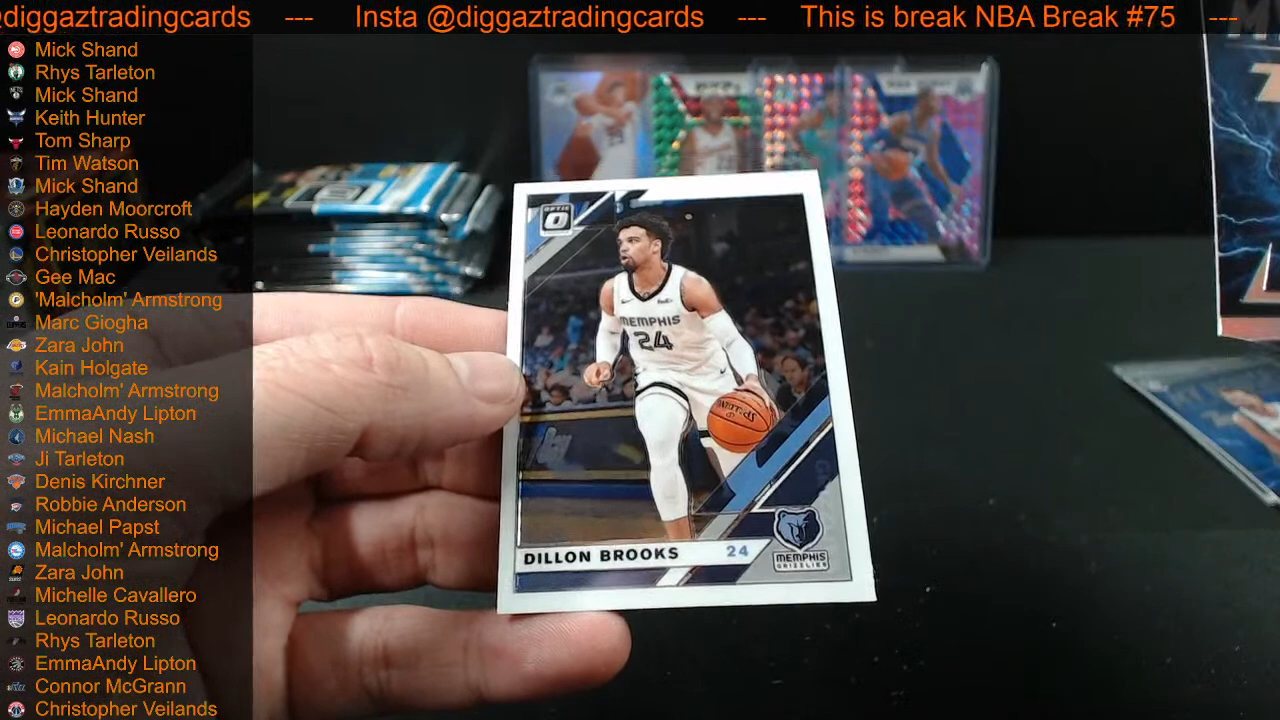 diggaztradingcards --- Insta @diggaztradingcards --- This is break NBA Break #75 ---
Mick Shand
Rhys Tarleton
Mick Shand
Keith Hunter
Tom Sharp
Tim Watson
Mick Shand
Hayden Moorcroft
Leonardo Russo
Christopher Veilands
Gee Mac
'Malcholm' Armstrong
Marc Giogha
Zara John
Kain Holgate
Malcholm' Armstrong
EmmaAndy Lipton
Michael Nash
Ji Tarleton
Denis Kirchner
Robbie Anderson
Michael Papst
Malcholm' Armstrong
Zara John
Michelle Cavallero
Leonardo Russo
Rhys Tarleton
EmmaAndy Lipton
Connor McGrann
Christopher Veilands
OPTIC
MEMPHIS
24
SPALDING
DILLON BROOKS 24
MEMPHIS
GRIZZLIES